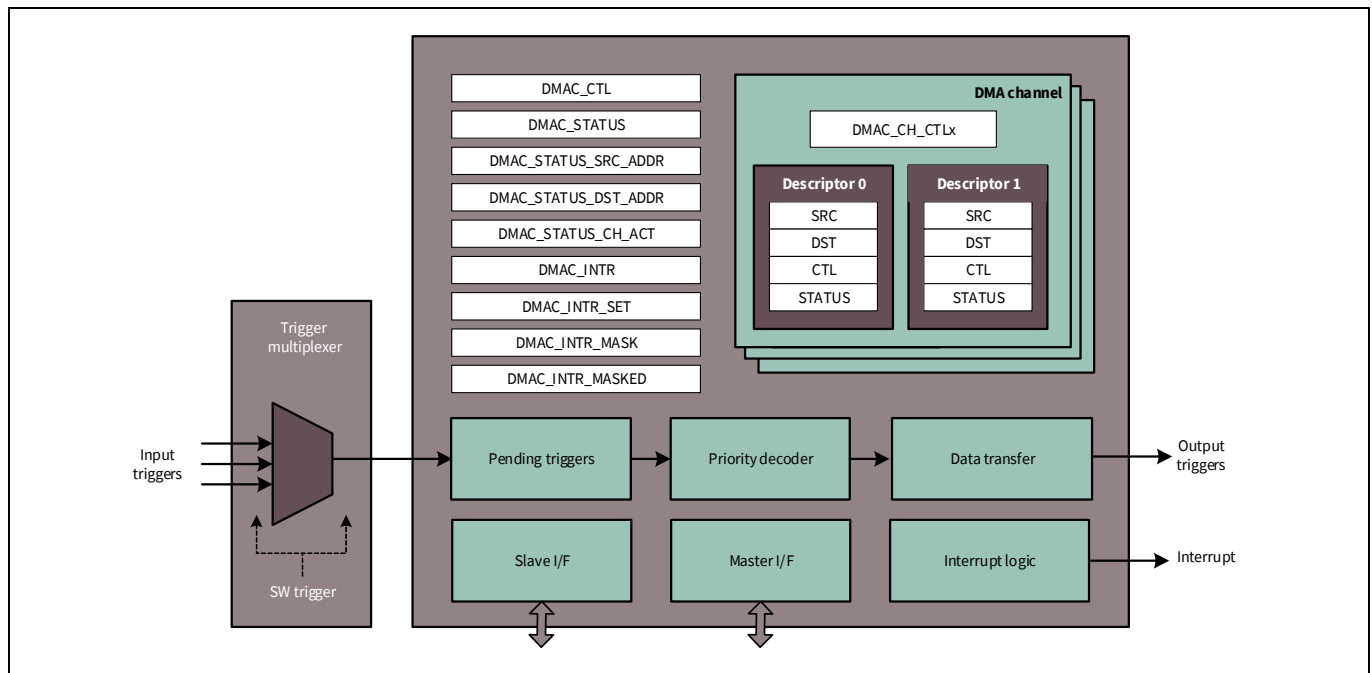 DMAC_CTL
DMAC_STATUS
DMAC_STATUS_SRC_ADDR
DMAC_STATUS_DST_ADDR
DMAC_STATUS_CH_ACT
DMAC_INTR
DMAC_INTR_SET
DMAC_INTR_MASK
DMAC_INTR_MASKED
DMA channel
DMAC_CH_CTLx
Descriptor 0
SRC
DST
CTL
STATUS
Descriptor 1
SRC
DST
CTL
STATUS
Trigger
multiplexer
Input
triggers
SW trigger
Pending triggers
Priority decoder
Data transfer
Output
triggers
Slave I/F
Master I/F
Interrupt logic
Interrupt